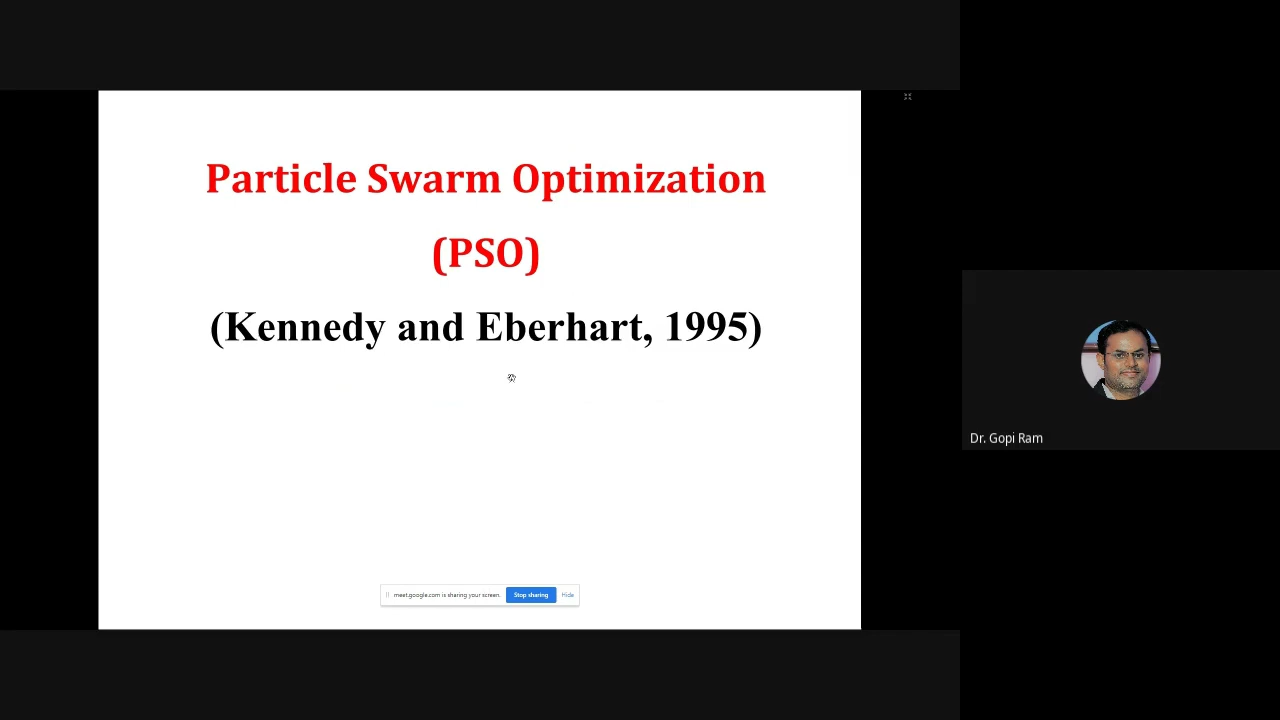 Particle Swarm Optimization
(PSO)
(Kennedy and Eberhart, 1995)
meet.google.com is sharing your screen. Stop sharing Hide
Dr. Gopi Ram